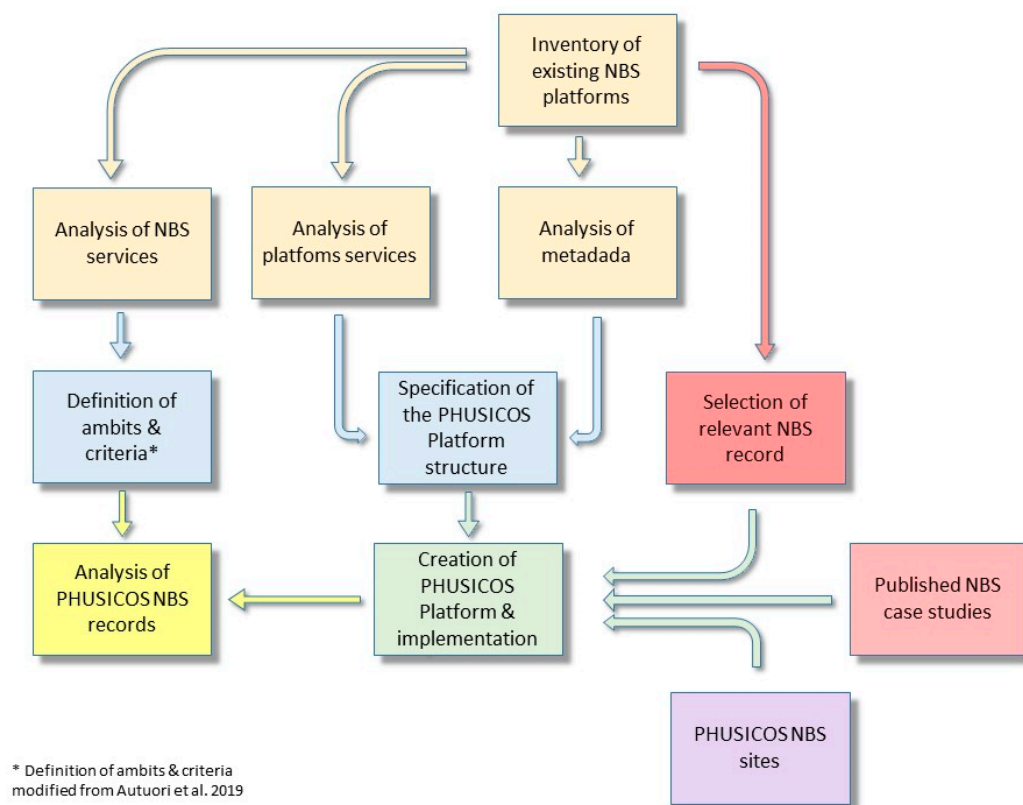 Inventory of
existing NBS
platforms
Analysis of NBS
services
Analysis of
platfoms services
Analysis of
metadada
Definition of
ambits &
criteria*
Specification of
the PHUSICOS
Platform
structure
Selection of
relevant NBS
record
Analysis of
PHUSICOS NBS
records
Creation of
PHUSICOS
Platform &
implementation
Published NBS
case studies
PHUSICOS NBS
sites
* Definition of ambits & criteria
modified from Autuori et al. 2019